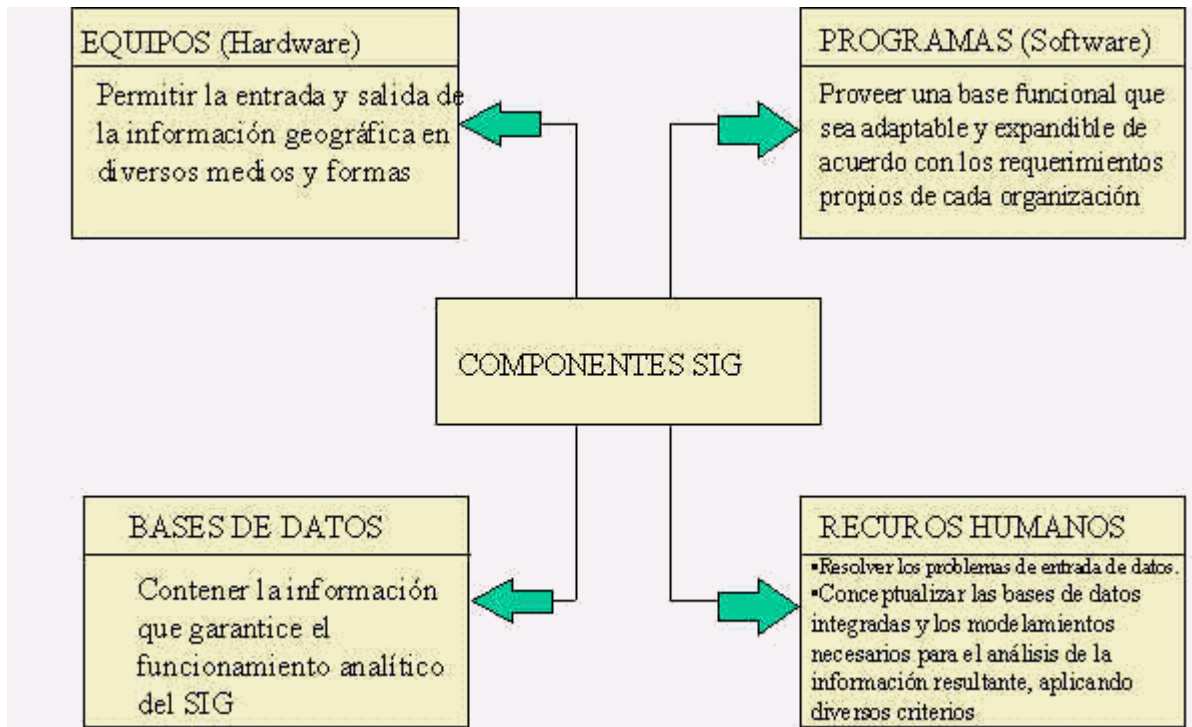 EQUIPOS (Hardware)
Permitir la entrada y salida de
la información geográfica en
diversos medios y formas
PROGRAMAS (Software)
Proveer una base funcional que
sea adaptable y expandible de
acuerdo con los requerimientos
propios de cada organización
COMPONENTES SIG
BASES DE DATOS
Contener la información
que garantice el
funcionamiento analítico
del SIG
RECUROS HUMANOS
▪Resolver los problemas de entrada de datos.
▪Conceptualizar las bases de datos
integradas y los modelamientos
necesarios para el análisis de la
información resultante, aplicando
diversos criterios